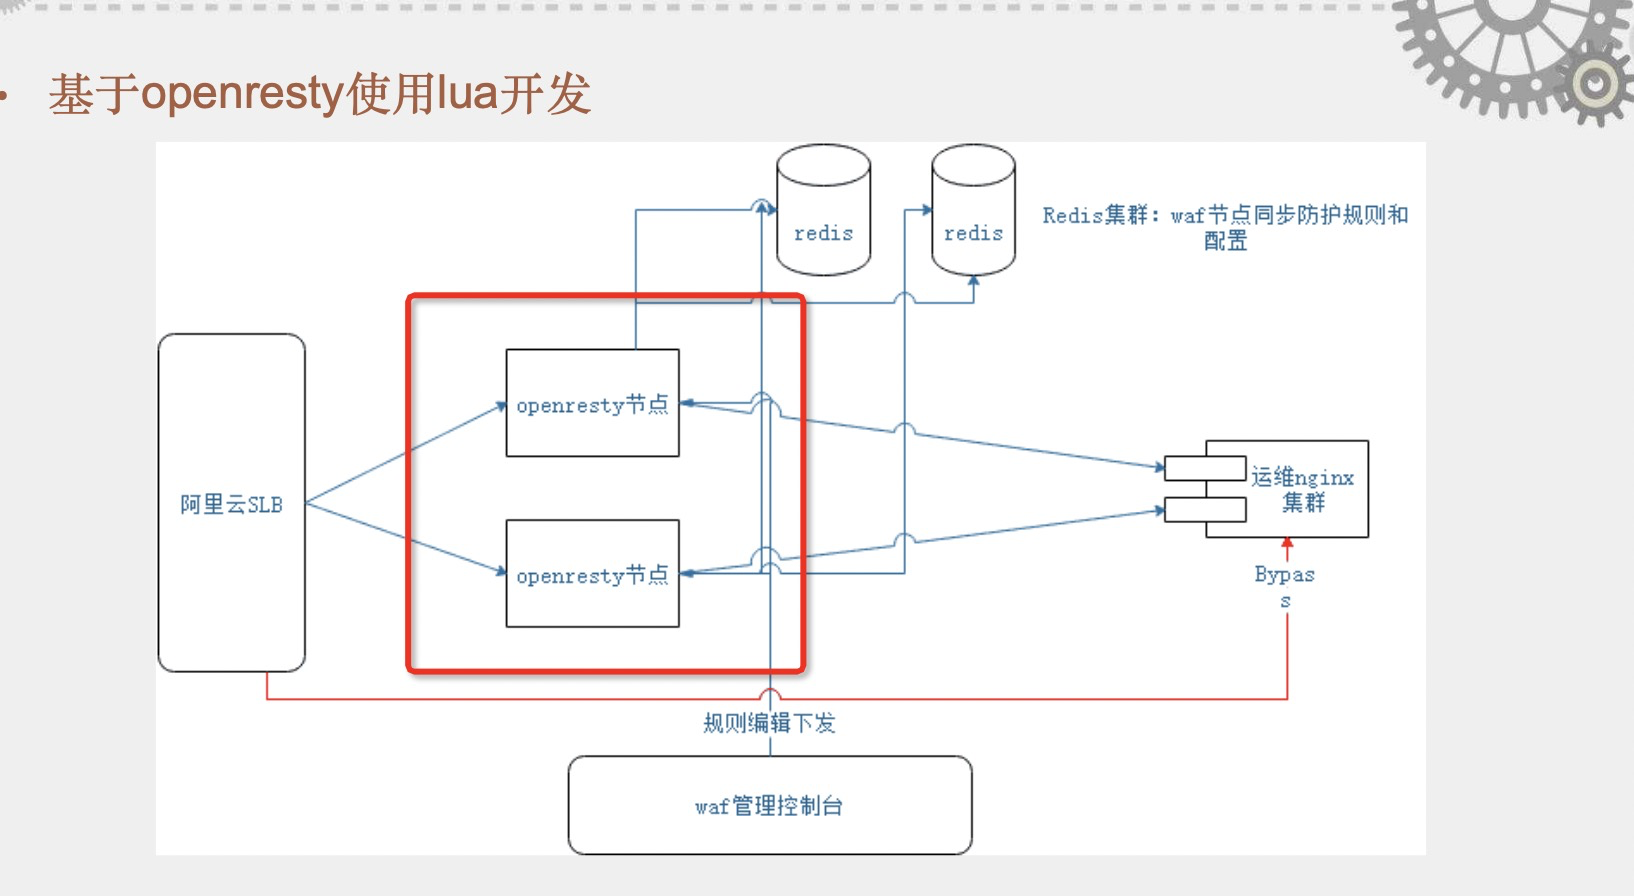 • 基于openresty使用lua开发
redis
redis
Redis集群：waf节点同步防护规则和
配置
openresty节点
阿里云SLB
openresty节点
运维nginx
集群
Bypas
s
规则编辑下发
waf管理控制台